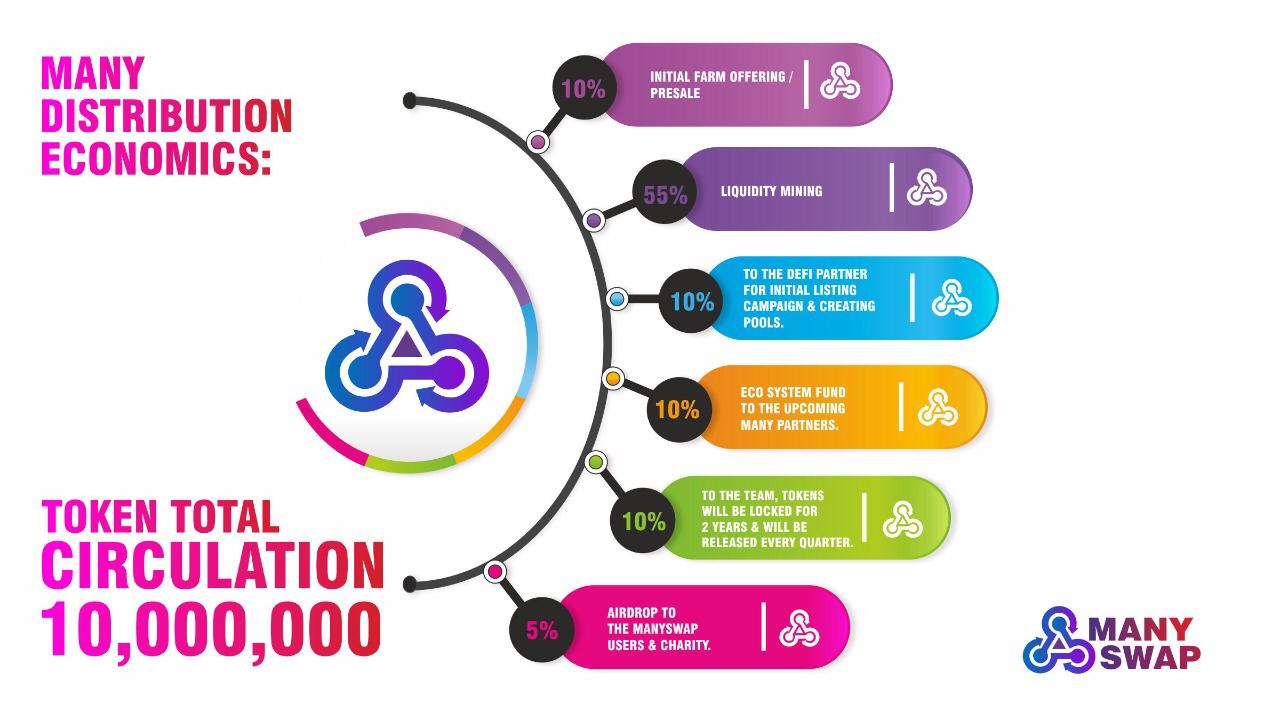 MANY
DISTRIBUTION
ECONOMICS:
10%
INITIAL FARM OFFERING /
PRESALE
55%
LIQUIDITY MINING
10%
TO THE DEFI PARTNER
FOR INITIAL LISTING
CAMPAIGN & CREATING
POOLS.
10%
ECO SYSTEM FUND
TO THE UPCOMING
MANY PARTNERS.
10%
TO THE TEAM, TOKENS
WILL BE LOCKED FOR
2 YEARS & WILL BE
RELEASED EVERY QUARTER.
5%
AIRDROP TO
THE MANYSWAP
USERS & CHARITY.
TOKEN TOTAL
CIRCULATION
10,000,000
MANY
SWAP